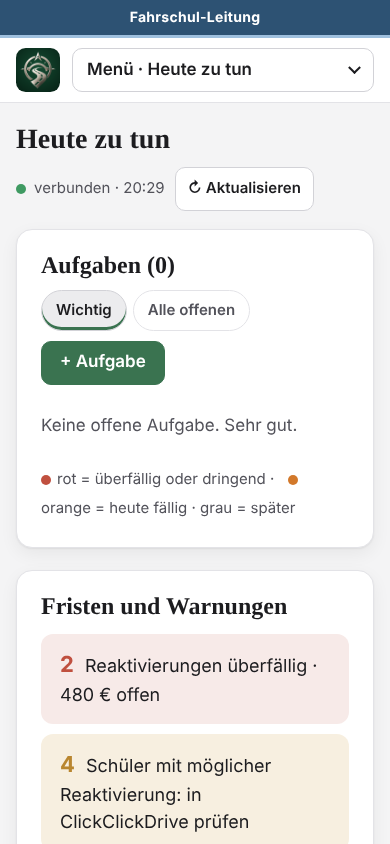 Fahrschul-Leitung
Menü · Heute zu tun
Heute zu tun
verbunden · 20:29
↻ Aktualisieren
Aufgaben (0)
Wichtig
Alle offenen
+ Aufgabe
Keine offene Aufgabe. Sehr gut.
rot = überfällig oder dringend ·
orange = heute fällig · grau = später
Fristen und Warnungen
2 Reaktivierungen überfällig ·
480 € offen
4 Schüler mit möglicher
Reaktivierung: in
ClickClickDrive prüfen